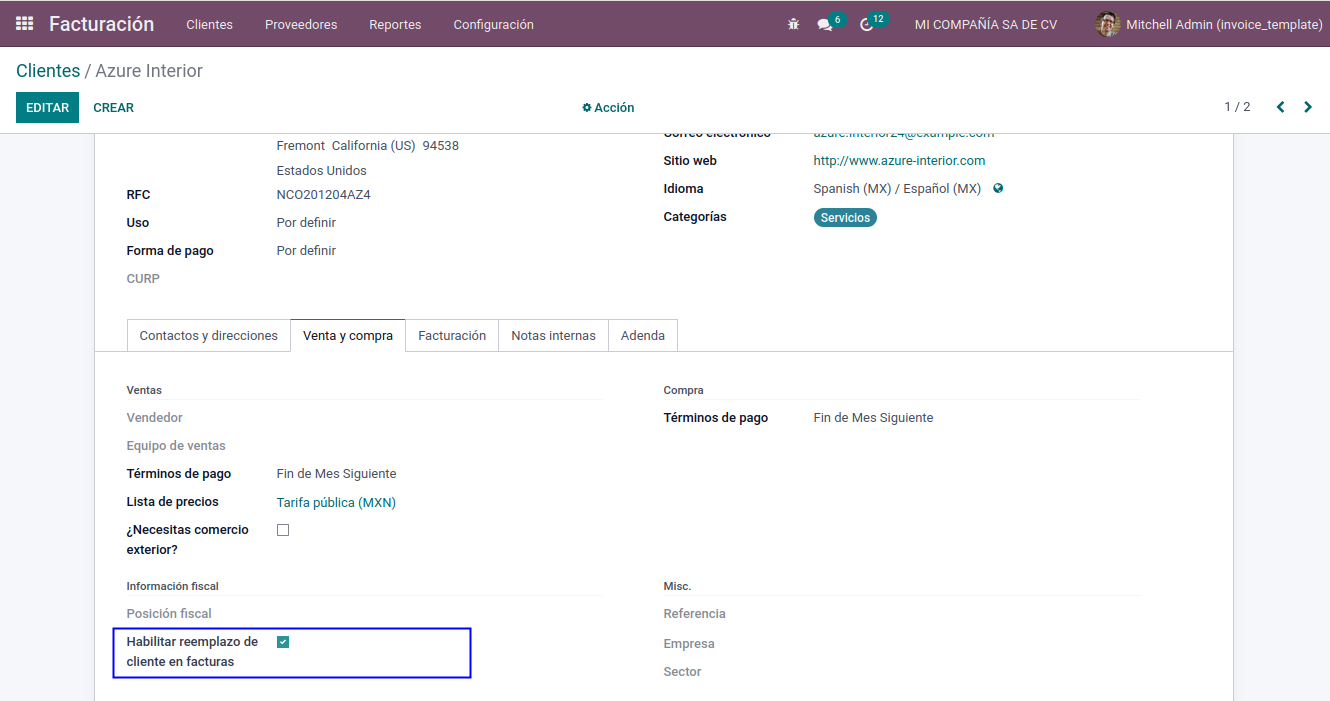 Facturación Clientes Proveedores Reportes Configuración 6 12 MI COMPAÑÍA SA DE CV Mitchell Admin (invoice_template)
Clientes / Azure Interior
EDITAR CREAR Acción 1 / 2
Fremont California (US) 94538
Estados Unidos
RFC NCO201204AZ4
Uso Por definir
Forma de pago Por definir
CURP
Correo electrónico azure.Interior24@example.com
Sitio web http://www.azure-interior.com
Idioma Spanish (MX) / Español (MX)
Categorías Servicios
Contactos y direcciones Venta y compra Facturación Notas internas Adenda
Ventas
Vendedor
Equipo de ventas
Términos de pago Fin de Mes Siguiente
Lista de precios Tarifa pública (MXN)
¿Necesitas comercio
exterior?
Compra
Términos de pago Fin de Mes Siguiente
Información fiscal
Posición fiscal
Habilitar reemplazo de
cliente en facturas
Misc.
Referencia
Empresa
Sector